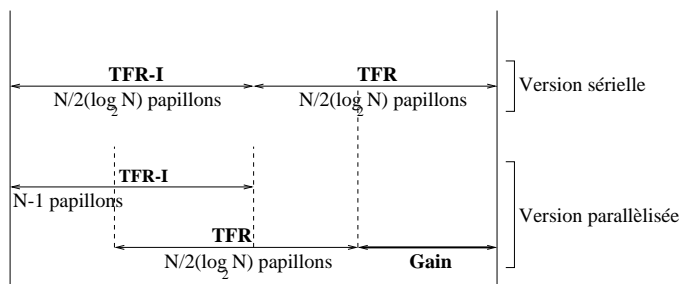 TFR-I
TFR
N/2(log₂ N) papillons
N/2(log₂ N) papillons
Version sérielle
TFR-I
N-1 papillons
Version parallèlisée
TFR
N/2(log₂ N) papillons
Gain